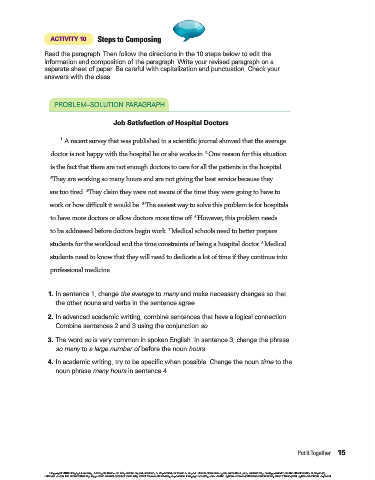 ACTIVITY 10 Steps to Composing
Read the paragraph. Then follow the directions in the 10 steps below to edit the
information and composition of the paragraph. Write your revised paragraph on a
separate sheet of paper. Be careful with capitalization and punctuation. Check your
answers with the class.
PROBLEM–SOLUTION PARAGRAPH
Job Satisfaction of Hospital Doctors
1 A recent survey that was published in a scientific journal showed that the average
doctor is not happy with the hospital he or she works in. 2 One reason for this situation
is the fact that there are not enough doctors to care for all the patients in the hospital.
3 They are working so many hours and are not giving the best service because they
are too tired. 4 They claim they were not aware of the time they were going to have to
work or how difficult it would be. 5 The easiest way to solve this problem is for hospitals
to have more doctors or allow doctors more time off. 6 However, this problem needs
to be addressed before doctors begin work. 7 Medical schools need to better prepare
students for the workload and the time constraints of being a hospital doctor. 8 Medical
students need to know that they will need to dedicate a lot of time if they continue into
professional medicine.
1. In sentence 1, change the average to many and make necessary changes so that
the other nouns and verbs in the sentence agree.
2. In advanced academic writing, combine sentences that have a logical connection.
Combine sentences 2 and 3 using the conjunction so.
3. The word so is very common in spoken English. In sentence 3, change the phrase
so many to a large number of before the noun hours.
4. In academic writing, try to be specific when possible. Change the noun time to the
noun phrase many hours in sentence 4.
Put It Together 15